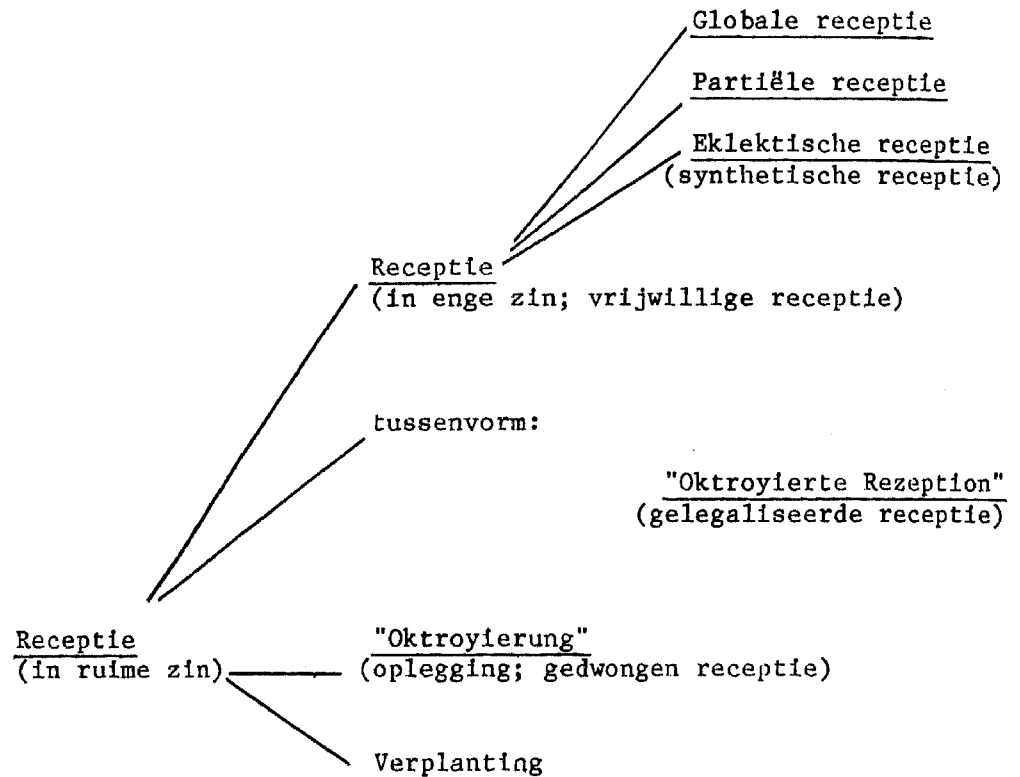 Globale receptie
Partiële receptie
Eklektische receptie
(synthetische receptie)
Receptie
(in enge zin; vrijwillige receptie)
tussenvorm:
"Oktroyierte Rezeption"
(gelegaliseerde receptie)
Receptie
(in ruime zin)
"Oktroyierung"
(oplegging; gedwongen receptie)
Verplanting